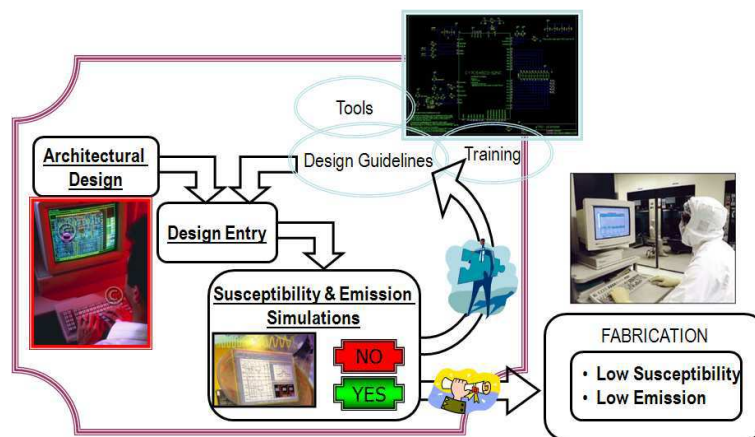 Tools
Design Guidelines
Training
Architectural
Design
Design Entry
Susceptibility & Emission
Simulations
NO
YES
FABRICATION
• Low Susceptibility
• Low Emission